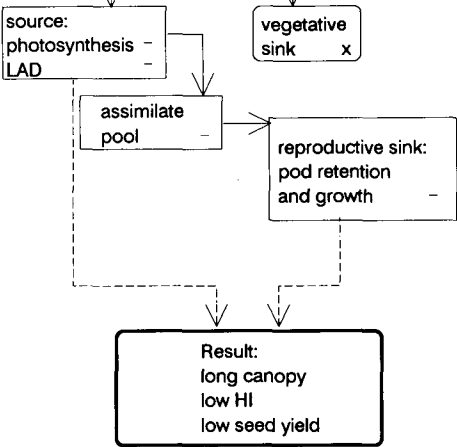 source:
photosynthesis –
LAD –
vegetative
sink x
assimilate
pool –
reproductive sink:
pod retention
and growth –
Result:
long canopy
low HI
low seed yield